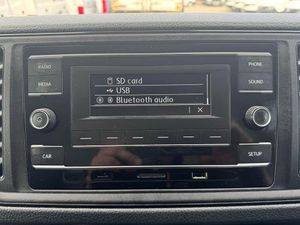 RADIO
PHONE
MEDIA
SOUND
SD card
USB
Bluetooth audio
CAR
SETUP